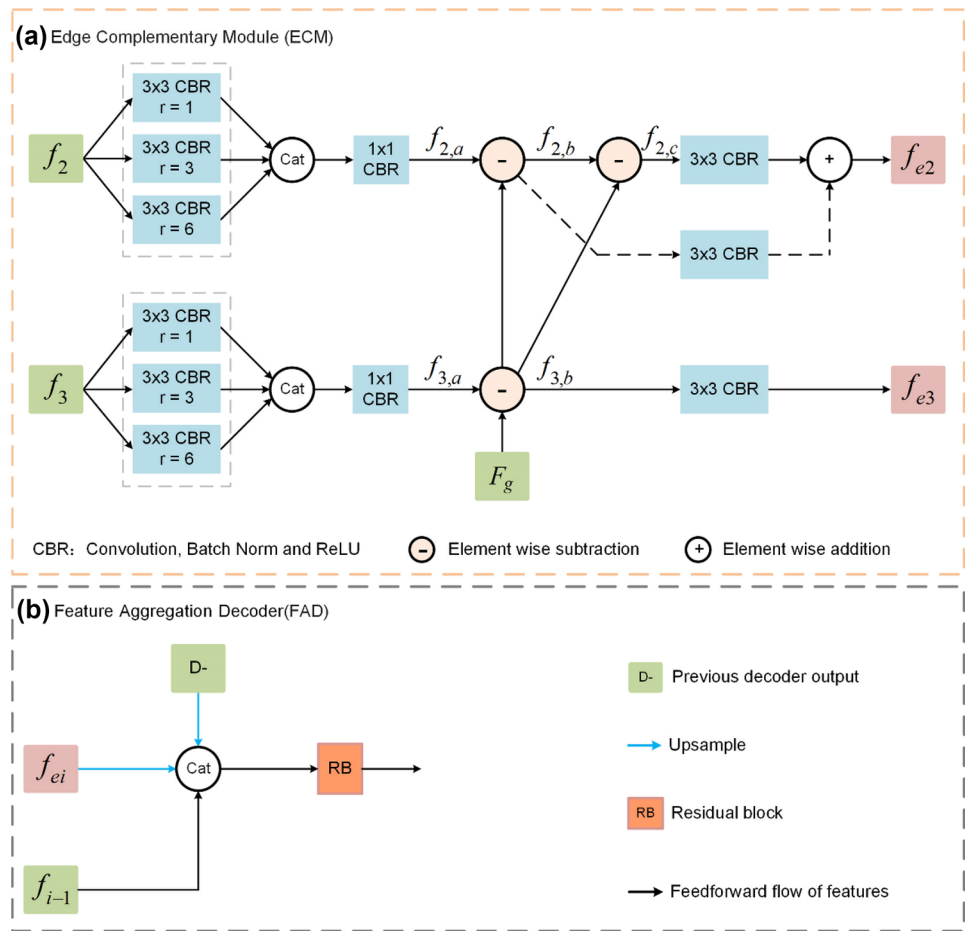 (a) Edge Complementary Module (ECM)
3x3 CBR
r = 1
3x3 CBR
r = 3
3x3 CBR
r = 6
f2
Cat
1x1
CBR
f2,a
-
f2,b
-
f2,c
3x3 CBR
+
fe2
3x3 CBR
3x3 CBR
r = 1
3x3 CBR
r = 3
3x3 CBR
r = 6
f3
Cat
1x1
CBR
f3,a
-
f3,b
3x3 CBR
fe3
Fg
CBR: Convolution, Batch Norm and ReLU
- Element wise subtraction
+ Element wise addition
(b) Feature Aggregation Decoder(FAD)
D-
fei
Cat
RB
fi−1
D- Previous decoder output
Upsample
RB Residual block
Feedforward flow of features